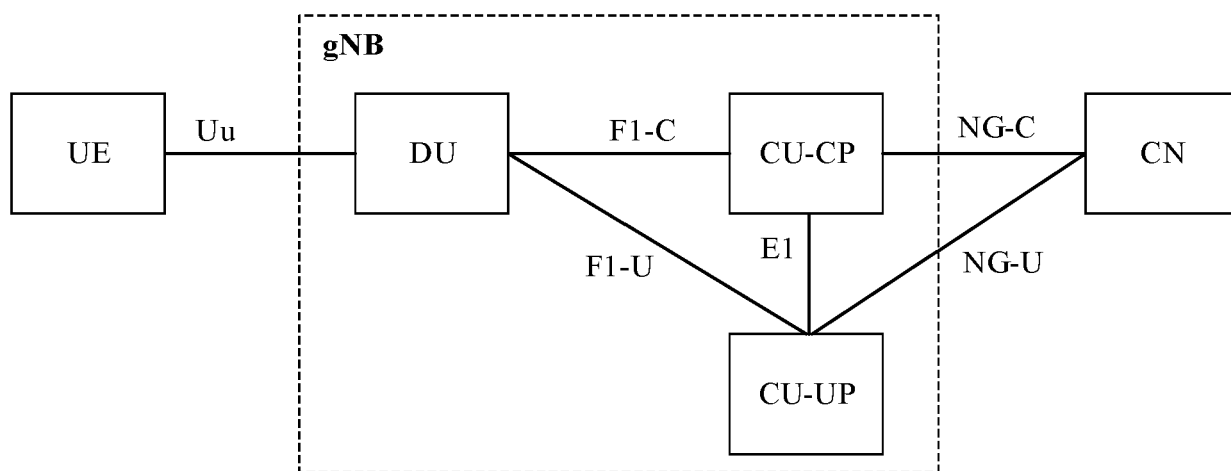 gNB
UE
Uu
DU
F1-C
CU-CP
NG-C
CN
F1-U
E1
NG-U
CU-UP